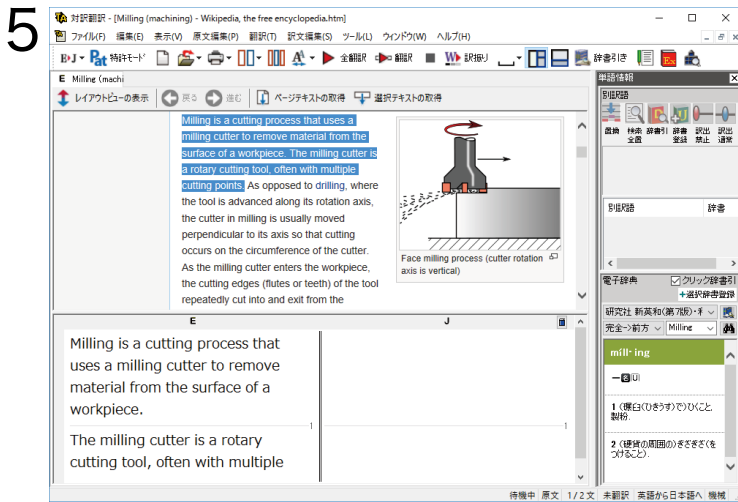 5
対訳翻訳 - [Milling (machining) - Wikipedia, the free encyclopedia.htm]
ファイル(F) 編集(E) 表示(V) 原文編集(P) 翻訳(T) 訳文編集(S) ツール(L) ウィンドウ(W) ヘルプ(H)
E›J Pat 特許モード 全翻訳 翻訳 訳振り 辞書引き
E Milling (machi
レイアウトビューの表示 戻る 進む ページテキストの取得 選択テキストの取得
Milling is a cutting process that uses a
milling cutter to remove material from the
surface of a workpiece. The milling cutter is
a rotary cutting tool, often with multiple
cutting points. As opposed to drilling, where
the tool is advanced along its rotation axis,
the cutter in milling is usually moved
perpendicular to its axis so that cutting
occurs on the circumference of the cutter.
As the milling cutter enters the workpiece,
the cutting edges (flutes or teeth) of the tool
repeatedly cut into and exit from the
Face milling process (cutter rotation
axis is vertical)
E J
Milling is a cutting process that
uses a milling cutter to remove
material from the surface of a
workpiece.
1 1
The milling cutter is a rotary
cutting tool, often with multiple
単語情報
別訳語
置換 検索全置 辞書引 辞書登録 訳出禁止 訳出通常
別訳語 辞書
電子辞典 クリック辞書引
+選択辞書登録
研究社 新英和(第7版)・
完全->前方 Milling
mill·ing
—名U
1 (碾臼(ひきうす)で)ひくこと,
製粉.
2 (硬貨の周囲の)ぎざぎざ(を
つけること).
待機中 原文 1/2文 未翻訳 英語から日本語へ 機械